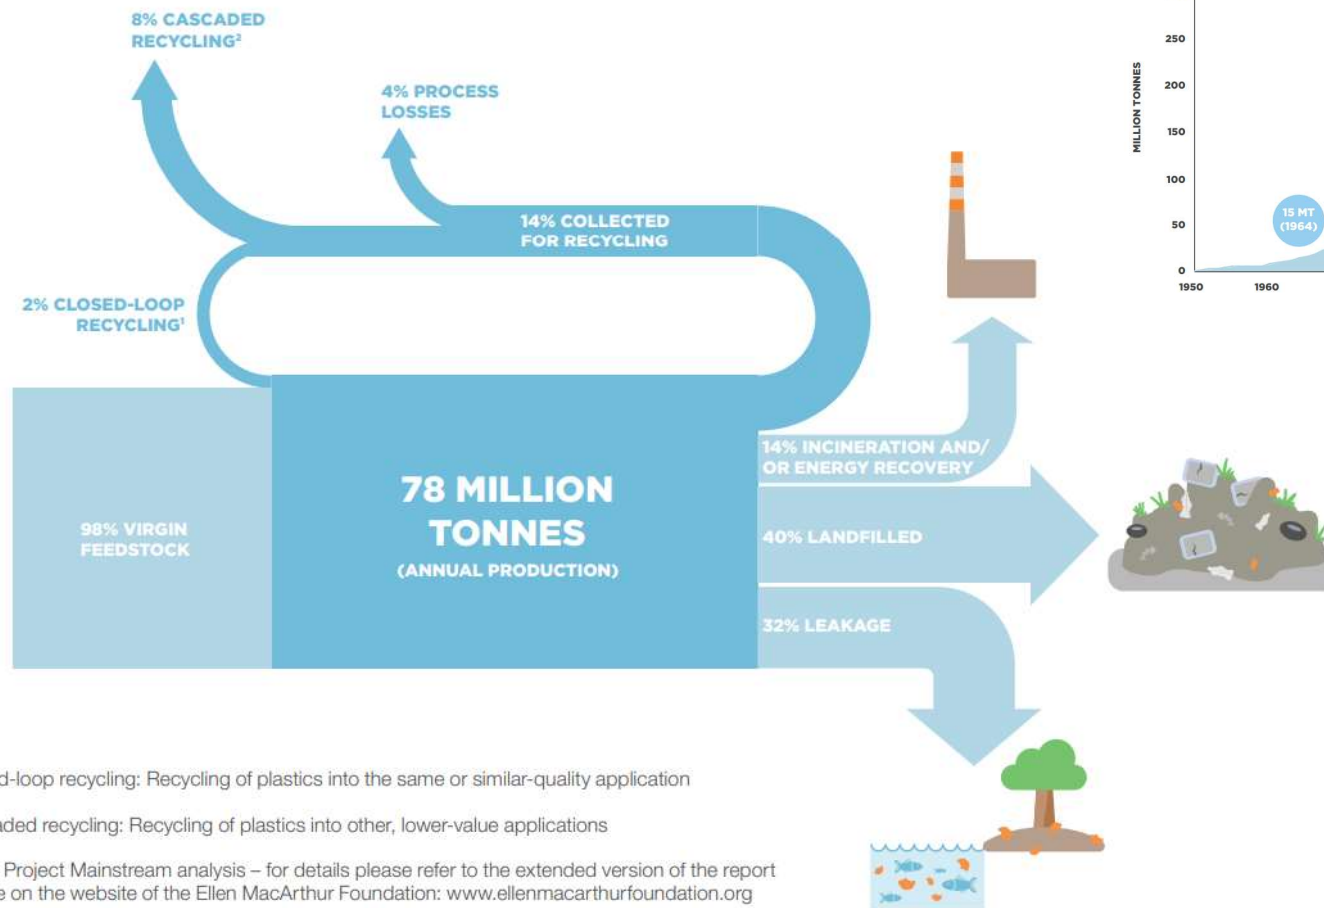 8% CASCADED
RECYCLING²
4% PROCESS
LOSSES
14% COLLECTED
FOR RECYCLING
2% CLOSED-LOOP
RECYCLING¹
98% VIRGIN
FEEDSTOCK
78 MILLION
TONNES
(ANNUAL PRODUCTION)
14% INCINERATION AND/
OR ENERGY RECOVERY
40% LANDFILLED
32% LEAKAGE
MILLION TONNES
250
200
150
100
50
0
15 MT
(1964)
1950
1960
d-loop recycling: Recycling of plastics into the same or similar-quality application
aded recycling: Recycling of plastics into other, lower-value applications
Project Mainstream analysis – for details please refer to the extended version of the report
e on the website of the Ellen MacArthur Foundation: www.ellenmacarthurfoundation.org